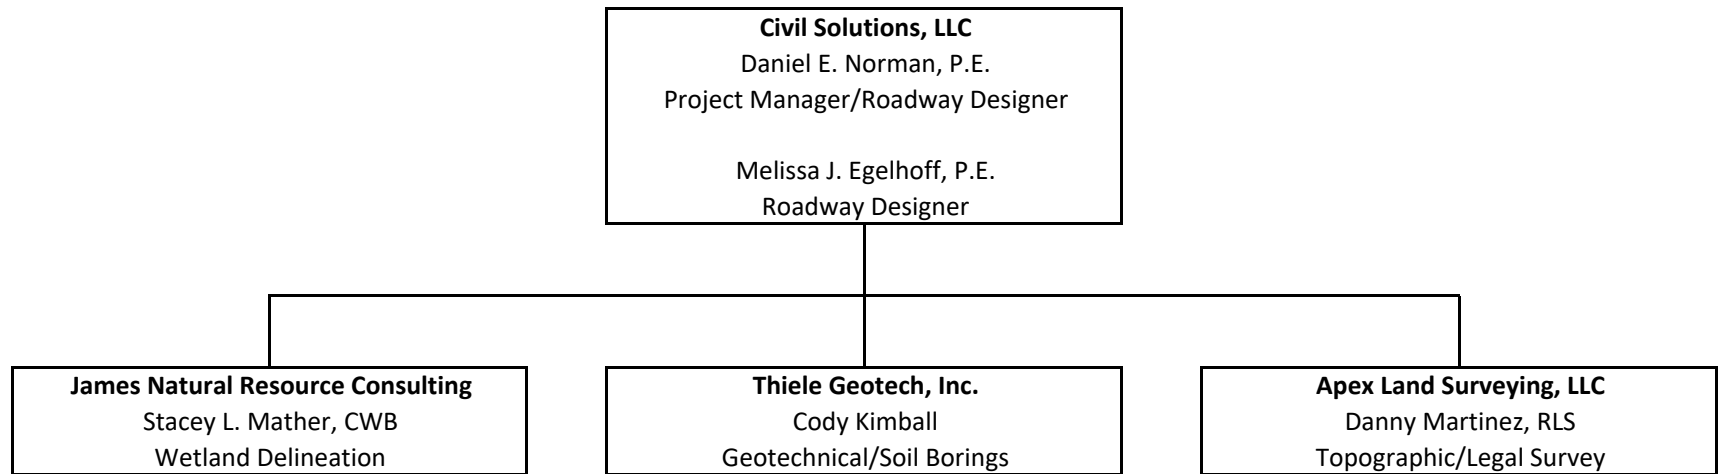 Civil Solutions, LLC
Daniel E. Norman, P.E.
Project Manager/Roadway Designer
Melissa J. Egelhoff, P.E.
Roadway Designer
James Natural Resource Consulting
Stacey L. Mather, CWB
Wetland Delineation
Thiele Geotech, Inc.
Cody Kimball
Geotechnical/Soil Borings
Apex Land Surveying, LLC
Danny Martinez, RLS
Topographic/Legal Survey